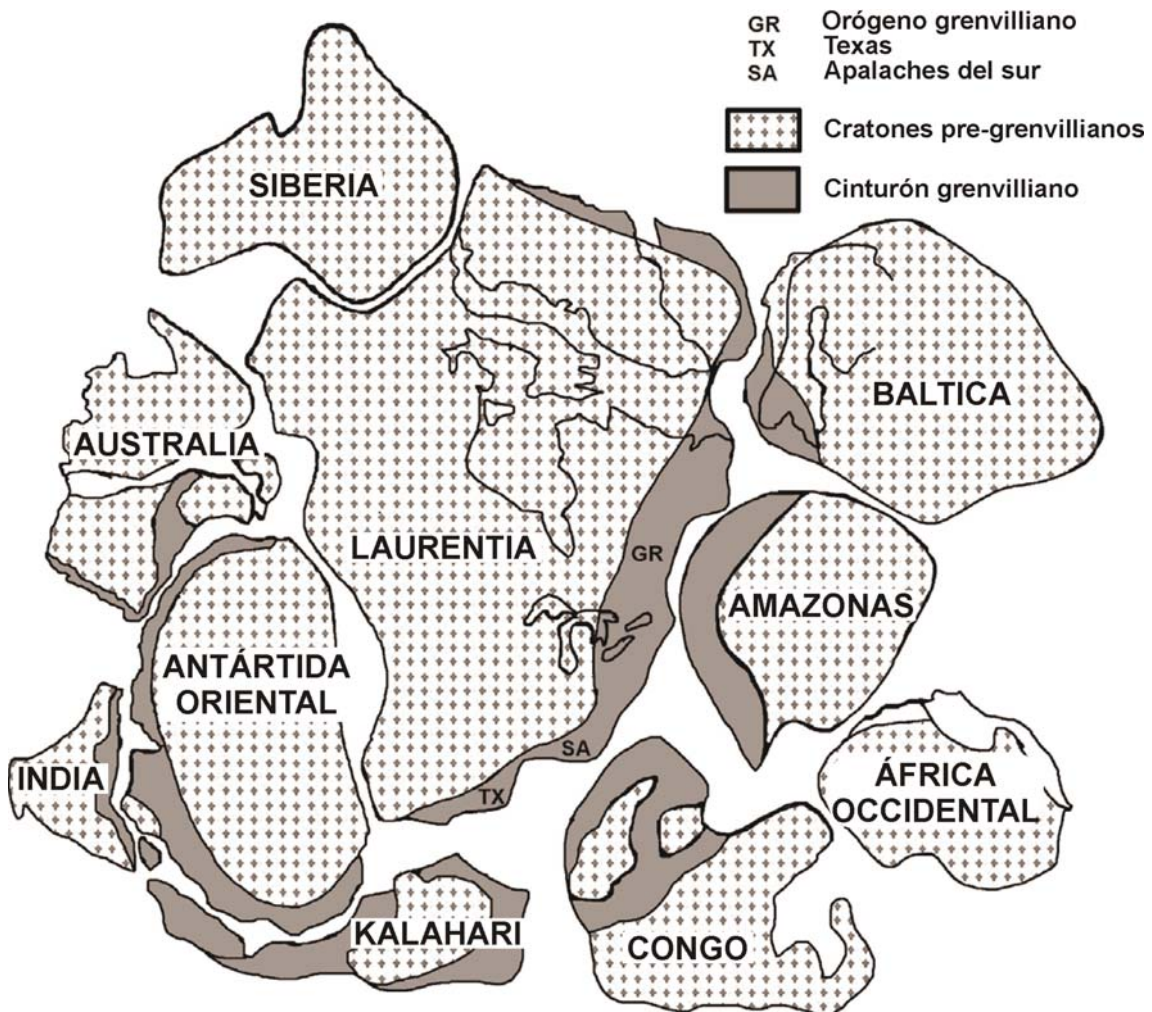 GR Orógeno grenvilliano
TX Texas
SA Apalaches del sur
Cratones pre-grenvillianos
Cinturón grenvilliano
SIBERIA
BALTICA
AUSTRALIA
LAURENTIA
GR
AMAZONAS
ANTÁRTIDA
ORIENTAL
SA
INDIA
TX
ÁFRICA
OCCIDENTAL
KALAHARI
CONGO